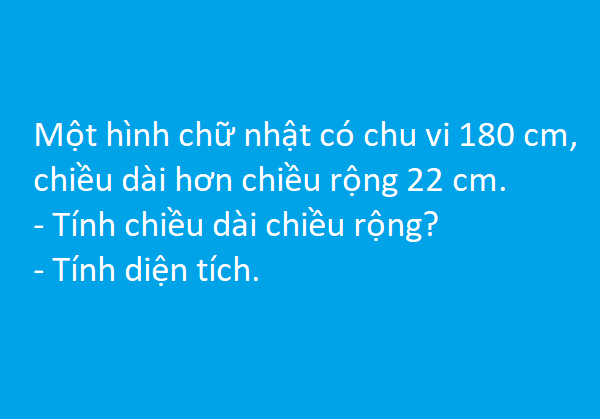 Một hình chữ nhật có chu vi 180 cm,
chiều dài hơn chiều rộng 22 cm.
- Tính chiều dài chiều rộng?
- Tính diện tích.